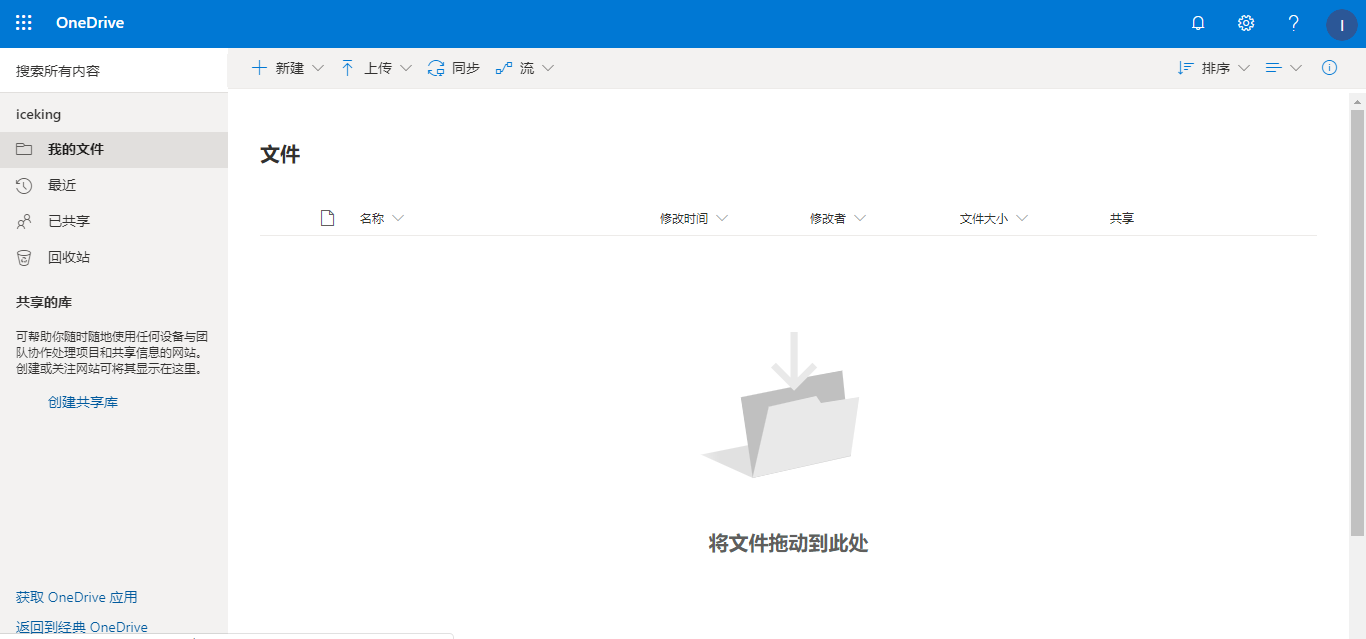 OneDrive
I
搜索所有内容
新建
上传
同步
流
排序
iceking
我的文件
最近
已共享
回收站
共享的库
可帮助你随时随地使用任何设备与团
队协作处理项目和共享信息的网站。
创建或关注网站可将其显示在这里。
创建共享库
获取 OneDrive 应用
返回到经典 OneDrive
文件
名称
修改时间
修改者
文件大小
共享
将文件拖动到此处